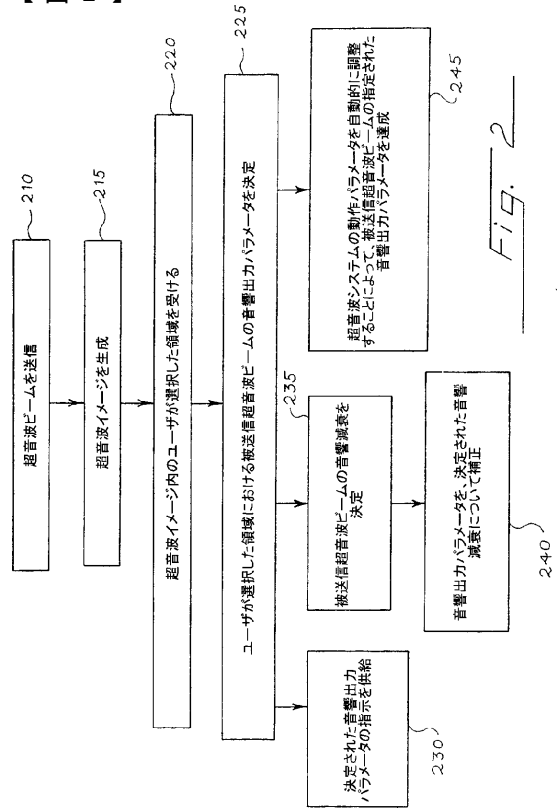 210
超音波ビームを送信
215
超音波イメージを生成
220
超音波イメージ内のユーザが選択した領域を受ける
225
ユーザが選択した領域における被送信超音波ビームの音響出力パラメータを決定
決定された音響出力
パラメータの指示を供給
230
235
被送信超音波ビームの音響減衰を
決定
音響出力パラメータを、決定された音響
減衰について補正
240
超音波システムの動作パラメータを自動的に調整
することによって、被送信超音波ビームの指定された
音響出力パラメータを達成
245
Fig. 2